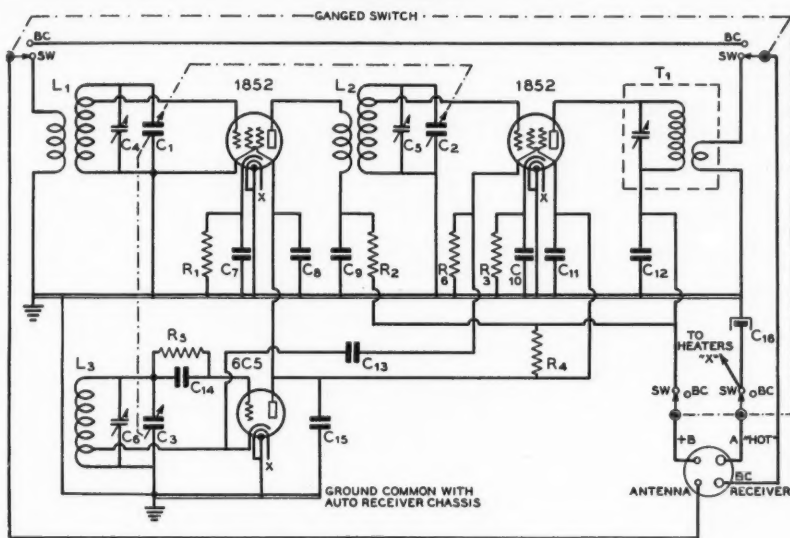 GANGED SWITCH
BC
BC
SW
SW
L1
1852
L2
1852
T1
C4
C1
C5
C2
X
X
R1
C7
C8
C9
R2
R6
R3
C10
C11
C12
R5
L3
6C5
C13
R4
TO
HEATERS
"X"
C16
C14
SW
BC
SW
BC
C6
C3
X
C15
+B
A "HOT"
GROUND COMMON WITH
AUTO RECEIVER CHASSIS
BC
ANTENNA
RECEIVER